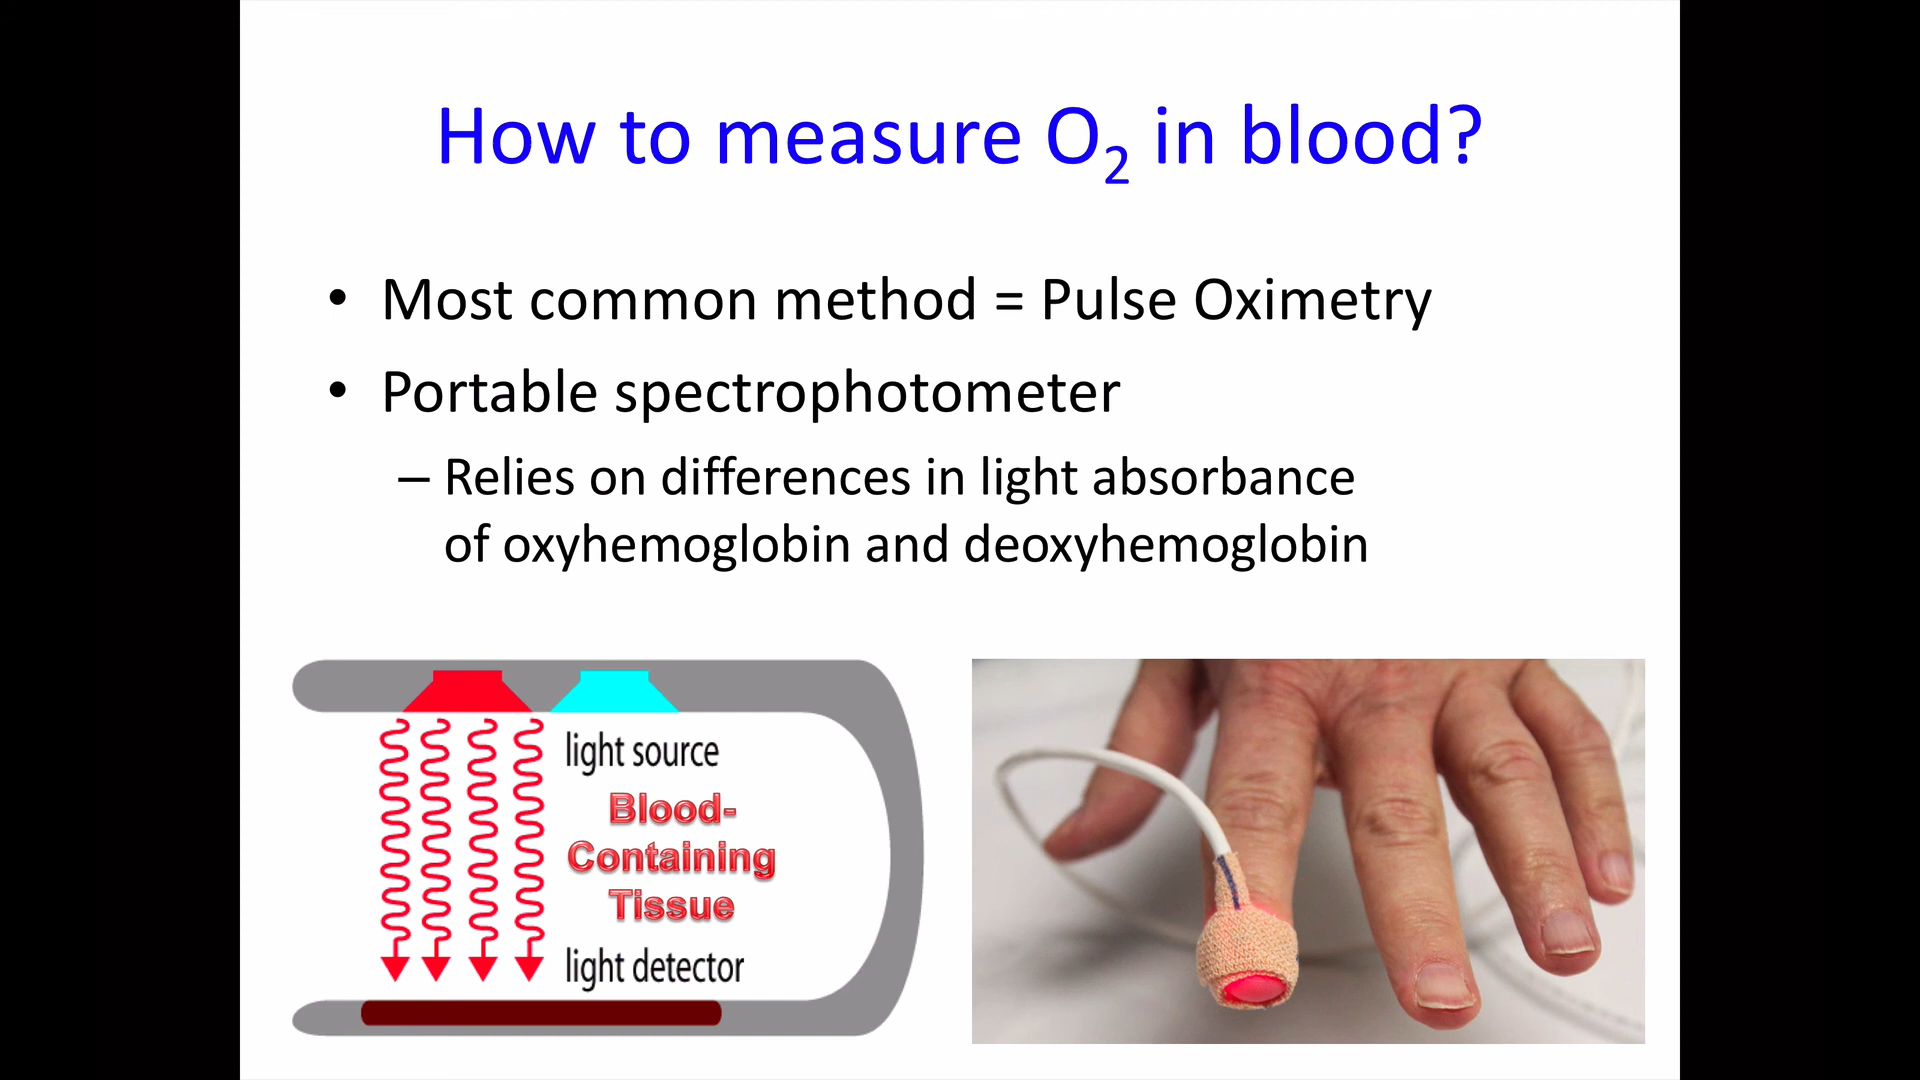 How to measure O₂ in blood?
• Most common method = Pulse Oximetry
• Portable spectrophotometer
– Relies on differences in light absorbance
of oxyhemoglobin and deoxyhemoglobin
light source
Blood-
Containing
Tissue
light detector